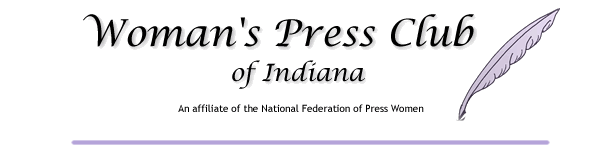 Woman's Press Club
of Indiana
An affiliate of the National Federation of Press Women